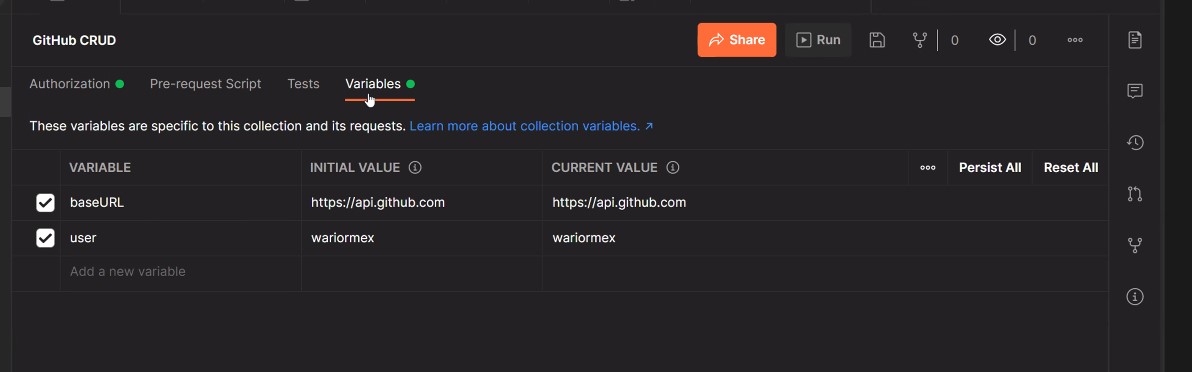 GitHub CRUD
Share
Run
0
0
Authorization
Pre-request Script
Tests
Variables
These variables are specific to this collection and its requests. Learn more about collection variables. ↗
VARIABLE
INITIAL VALUE
CURRENT VALUE
Persist All
Reset All
baseURL
https://api.github.com
https://api.github.com
user
wariormex
wariormex
Add a new variable